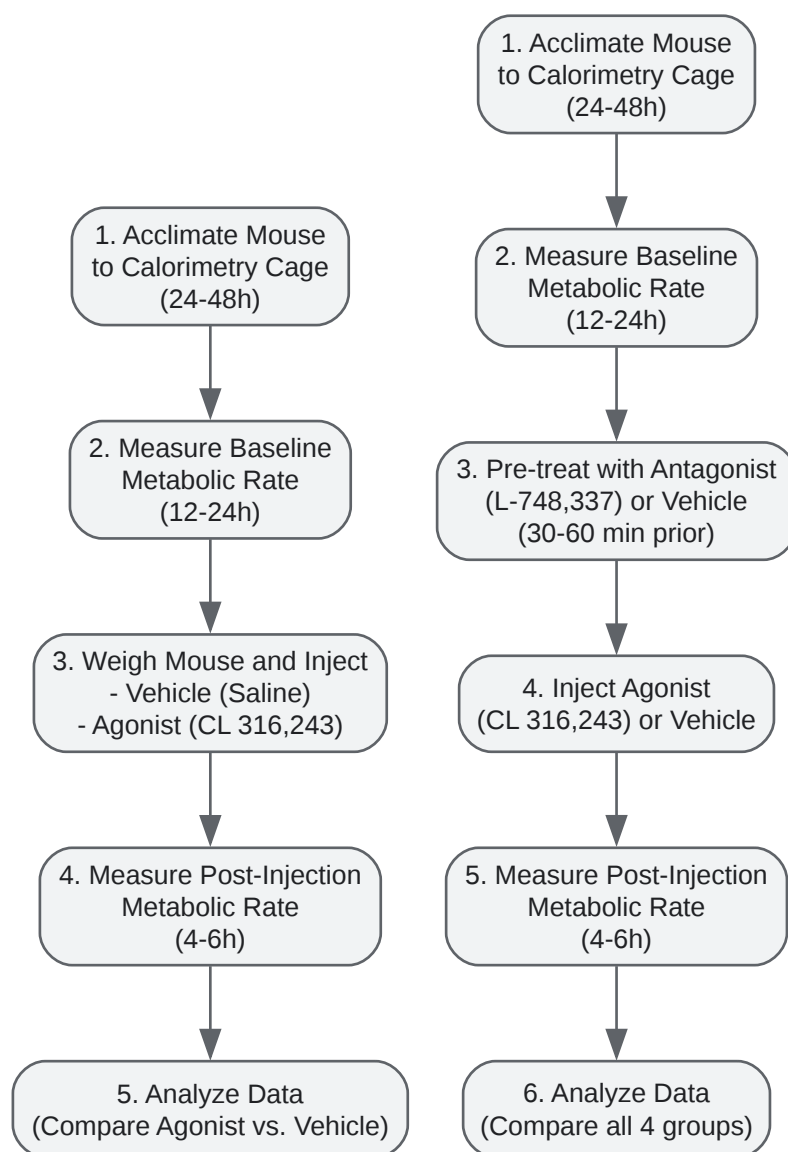 1. Acclimate Mouse
to Calorimetry Cage
(24-48h)
2. Measure Baseline
Metabolic Rate
(12-24h)
3. Weigh Mouse and Inject
- Vehicle (Saline)
- Agonist (CL 316,243)
4. Measure Post-Injection
Metabolic Rate
(4-6h)
5. Analyze Data
(Compare Agonist vs. Vehicle)
1. Acclimate Mouse
to Calorimetry Cage
(24-48h)
2. Measure Baseline
Metabolic Rate
(12-24h)
3. Pre-treat with Antagonist
(L-748,337) or Vehicle
(30-60 min prior)
4. Inject Agonist
(CL 316,243) or Vehicle
5. Measure Post-Injection
Metabolic Rate
(4-6h)
6. Analyze Data
(Compare all 4 groups)